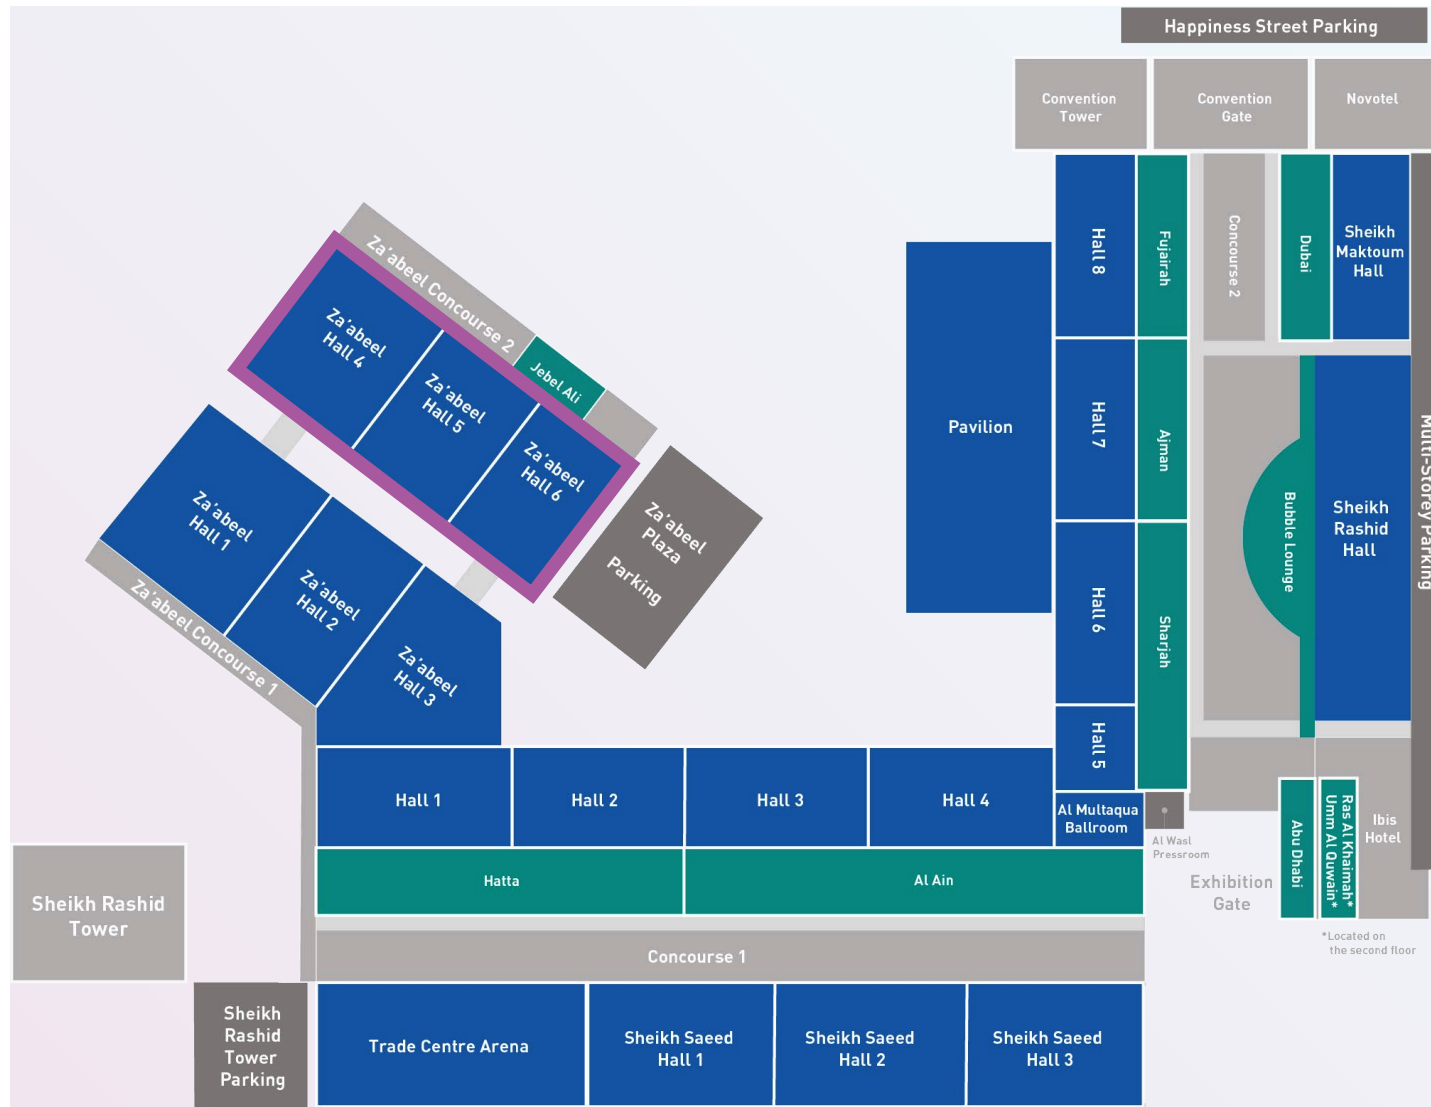 Happiness Street Parking
Convention
Tower
Convention
Gate
Novotel
Za'abeel Concourse 2
Jebel Ali
Za'abeel
Hall 4
Za'abeel
Hall 5
Za'abeel
Hall 6
Za'abeel
Hall 1
Za'abeel
Hall 2
Za'abeel
Hall 3
Za'abeel Concourse 1
Za'abeel
Plaza
Parking
Pavilion
Hall 8
Hall 7
Hall 6
Hall 5
Fujairah
Ajman
Sharjah
Concourse 2
Dubai
Sheikh
Maktoum
Hall
Bubble Lounge
Sheikh
Rashid
Hall
Multi-Storey Parking
Hall 1
Hall 2
Hall 3
Hall 4
Al Multaqua
Ballroom
Al Wasl
Pressroom
Exhibition
Gate
Abu Dhabi
Ras Al Khaimah*
Umm Al Quwain*
Ibis
Hotel
*Located on
the second floor
Hatta
Al Ain
Sheikh Rashid
Tower
Concourse 1
Sheikh
Rashid
Tower
Parking
Trade Centre Arena
Sheikh Saeed
Hall 1
Sheikh Saeed
Hall 2
Sheikh Saeed
Hall 3